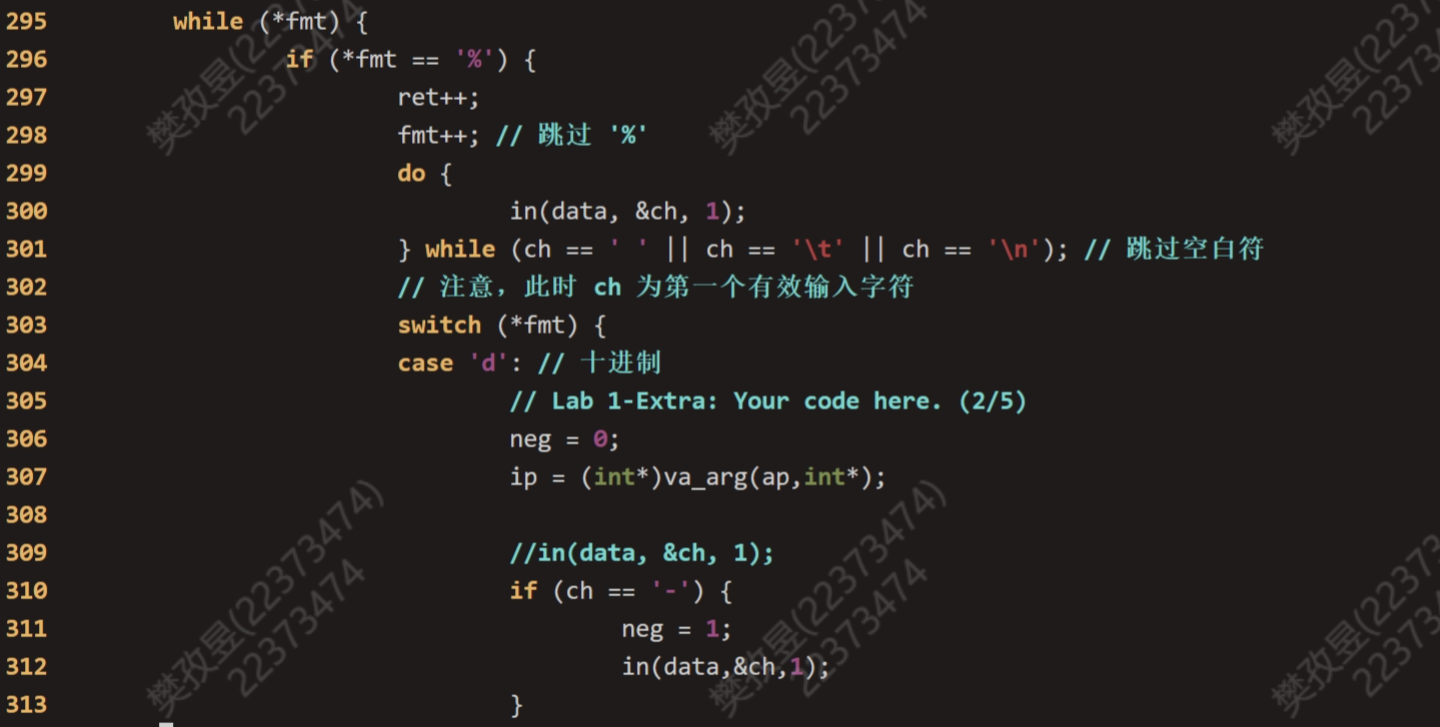 295 while (*fmt) {
296 if (*fmt == '%') {
297 ret++;
298 fmt++; // 跳过 '%'
299 do {
300 in(data, &ch, 1);
301 } while (ch == ' ' || ch == '\t' || ch == '\n'); // 跳过空白符
302 // 注意，此时 ch 为第一个有效输入字符
303 switch (*fmt) {
304 case 'd': // 十进制
305 // Lab 1-Extra: Your code here. (2/5)
306 neg = 0;
307 ip = (int*)va_arg(ap,int*);
308
309 //in(data, &ch, 1);
310 if (ch == '-') {
311 neg = 1;
312 in(data,&ch,1);
313 }
樊孜昱(22373474)
22373474
樊孜昱(22373474)
22373474
樊孜昱(22373474)
22373474
樊孜昱(22373474)
22373474
樊孜昱(22373474)
22373474
樊孜昱(22373474)
22373474